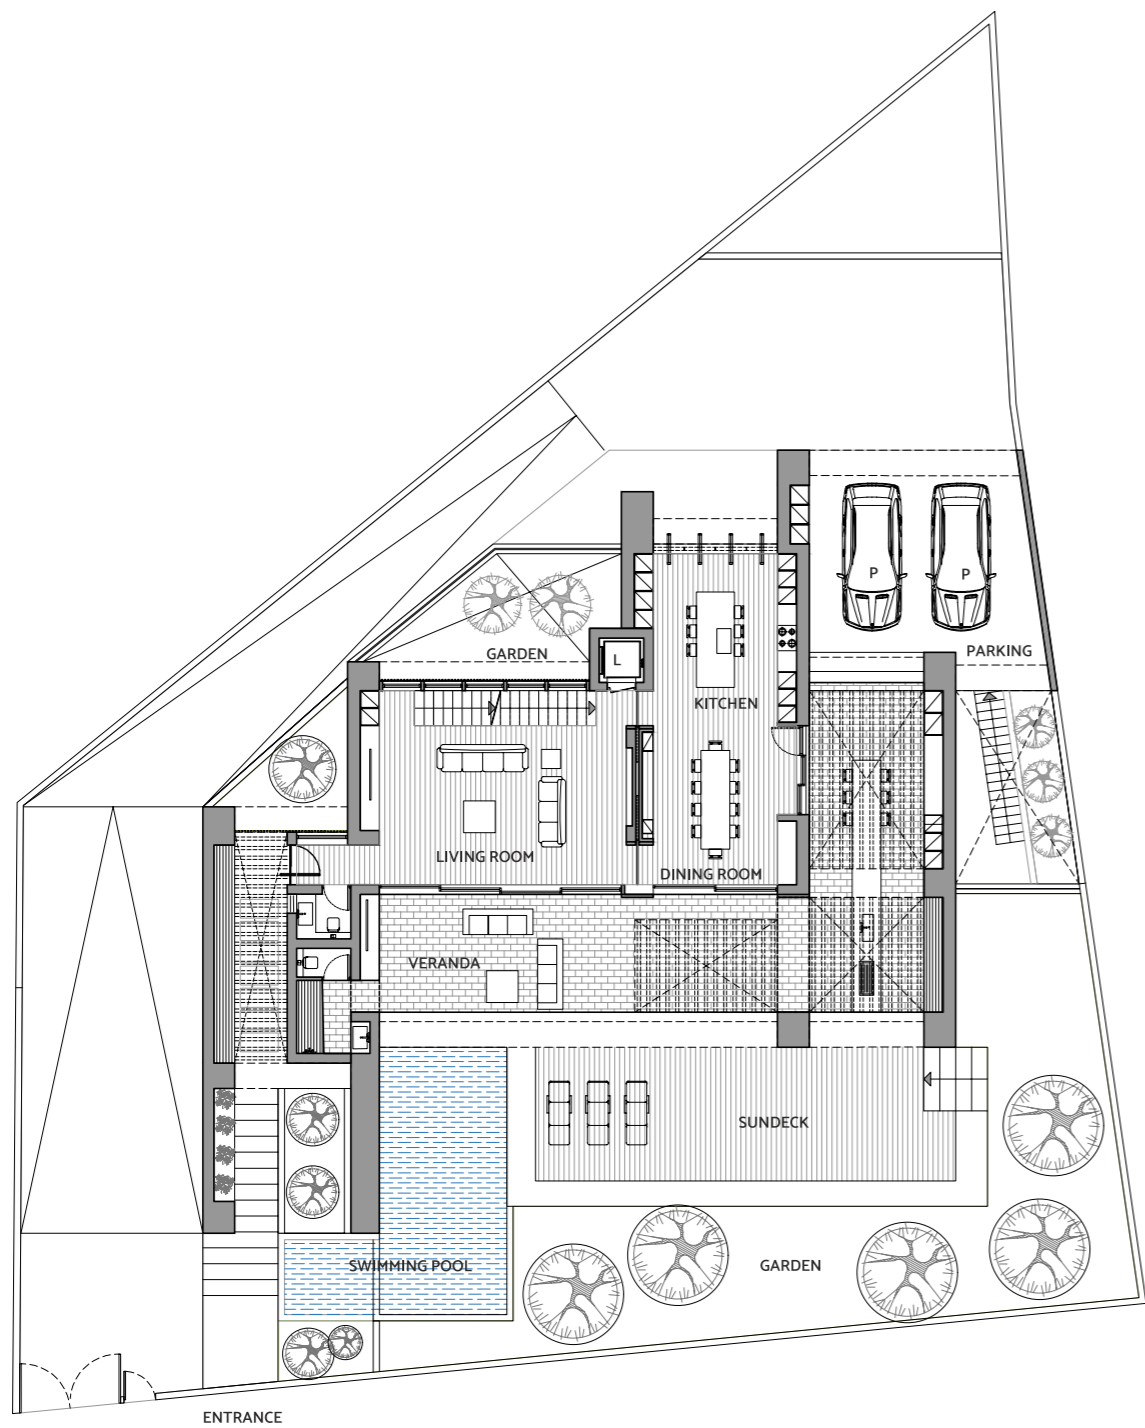 P
P
PARKING
GARDEN
L
KITCHEN
LIVING ROOM
DINING ROOM
VERANDA
SUNDECK
SWIMMING POOL
GARDEN
ENTRANCE